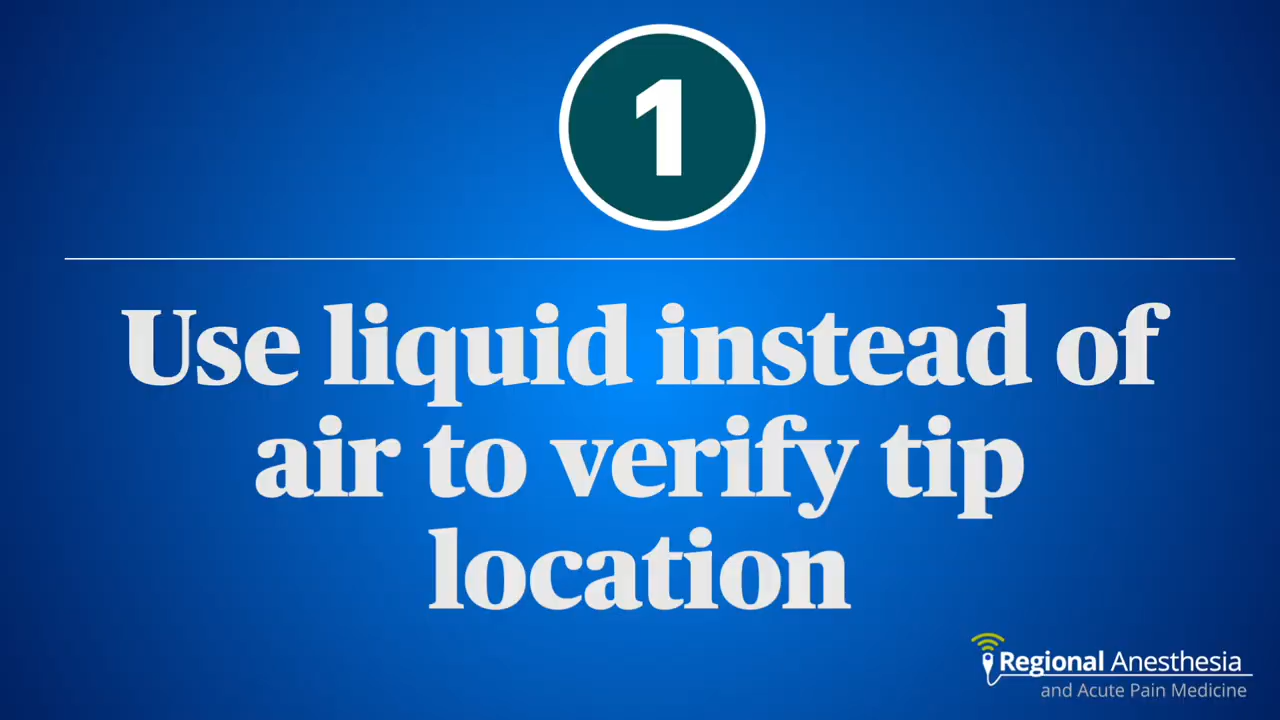 1
Use liquid instead of
air to verify tip
location
Regional Anesthesia
and Acute Pain Medicine